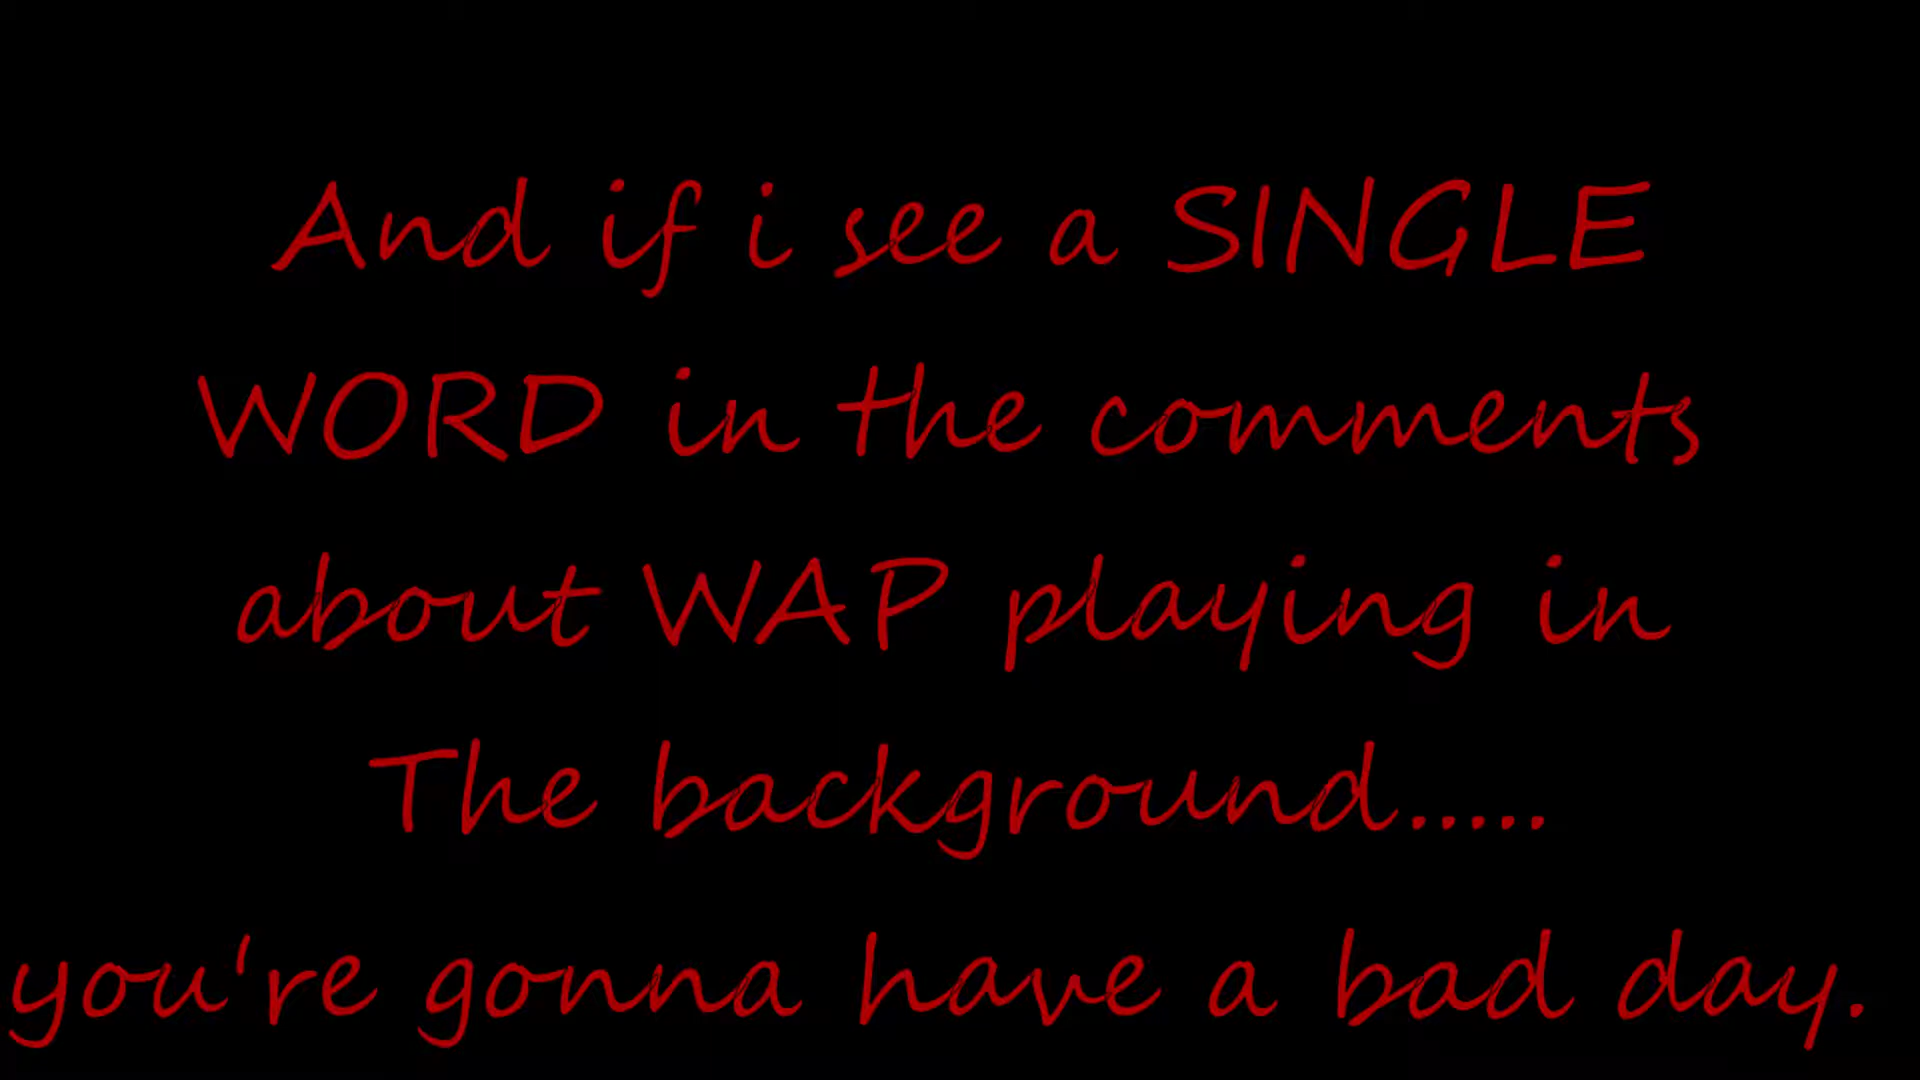 And if i see a SINGLE
WORD in the comments
about WAP playing in
The background.....
you're gonna have a bad day.